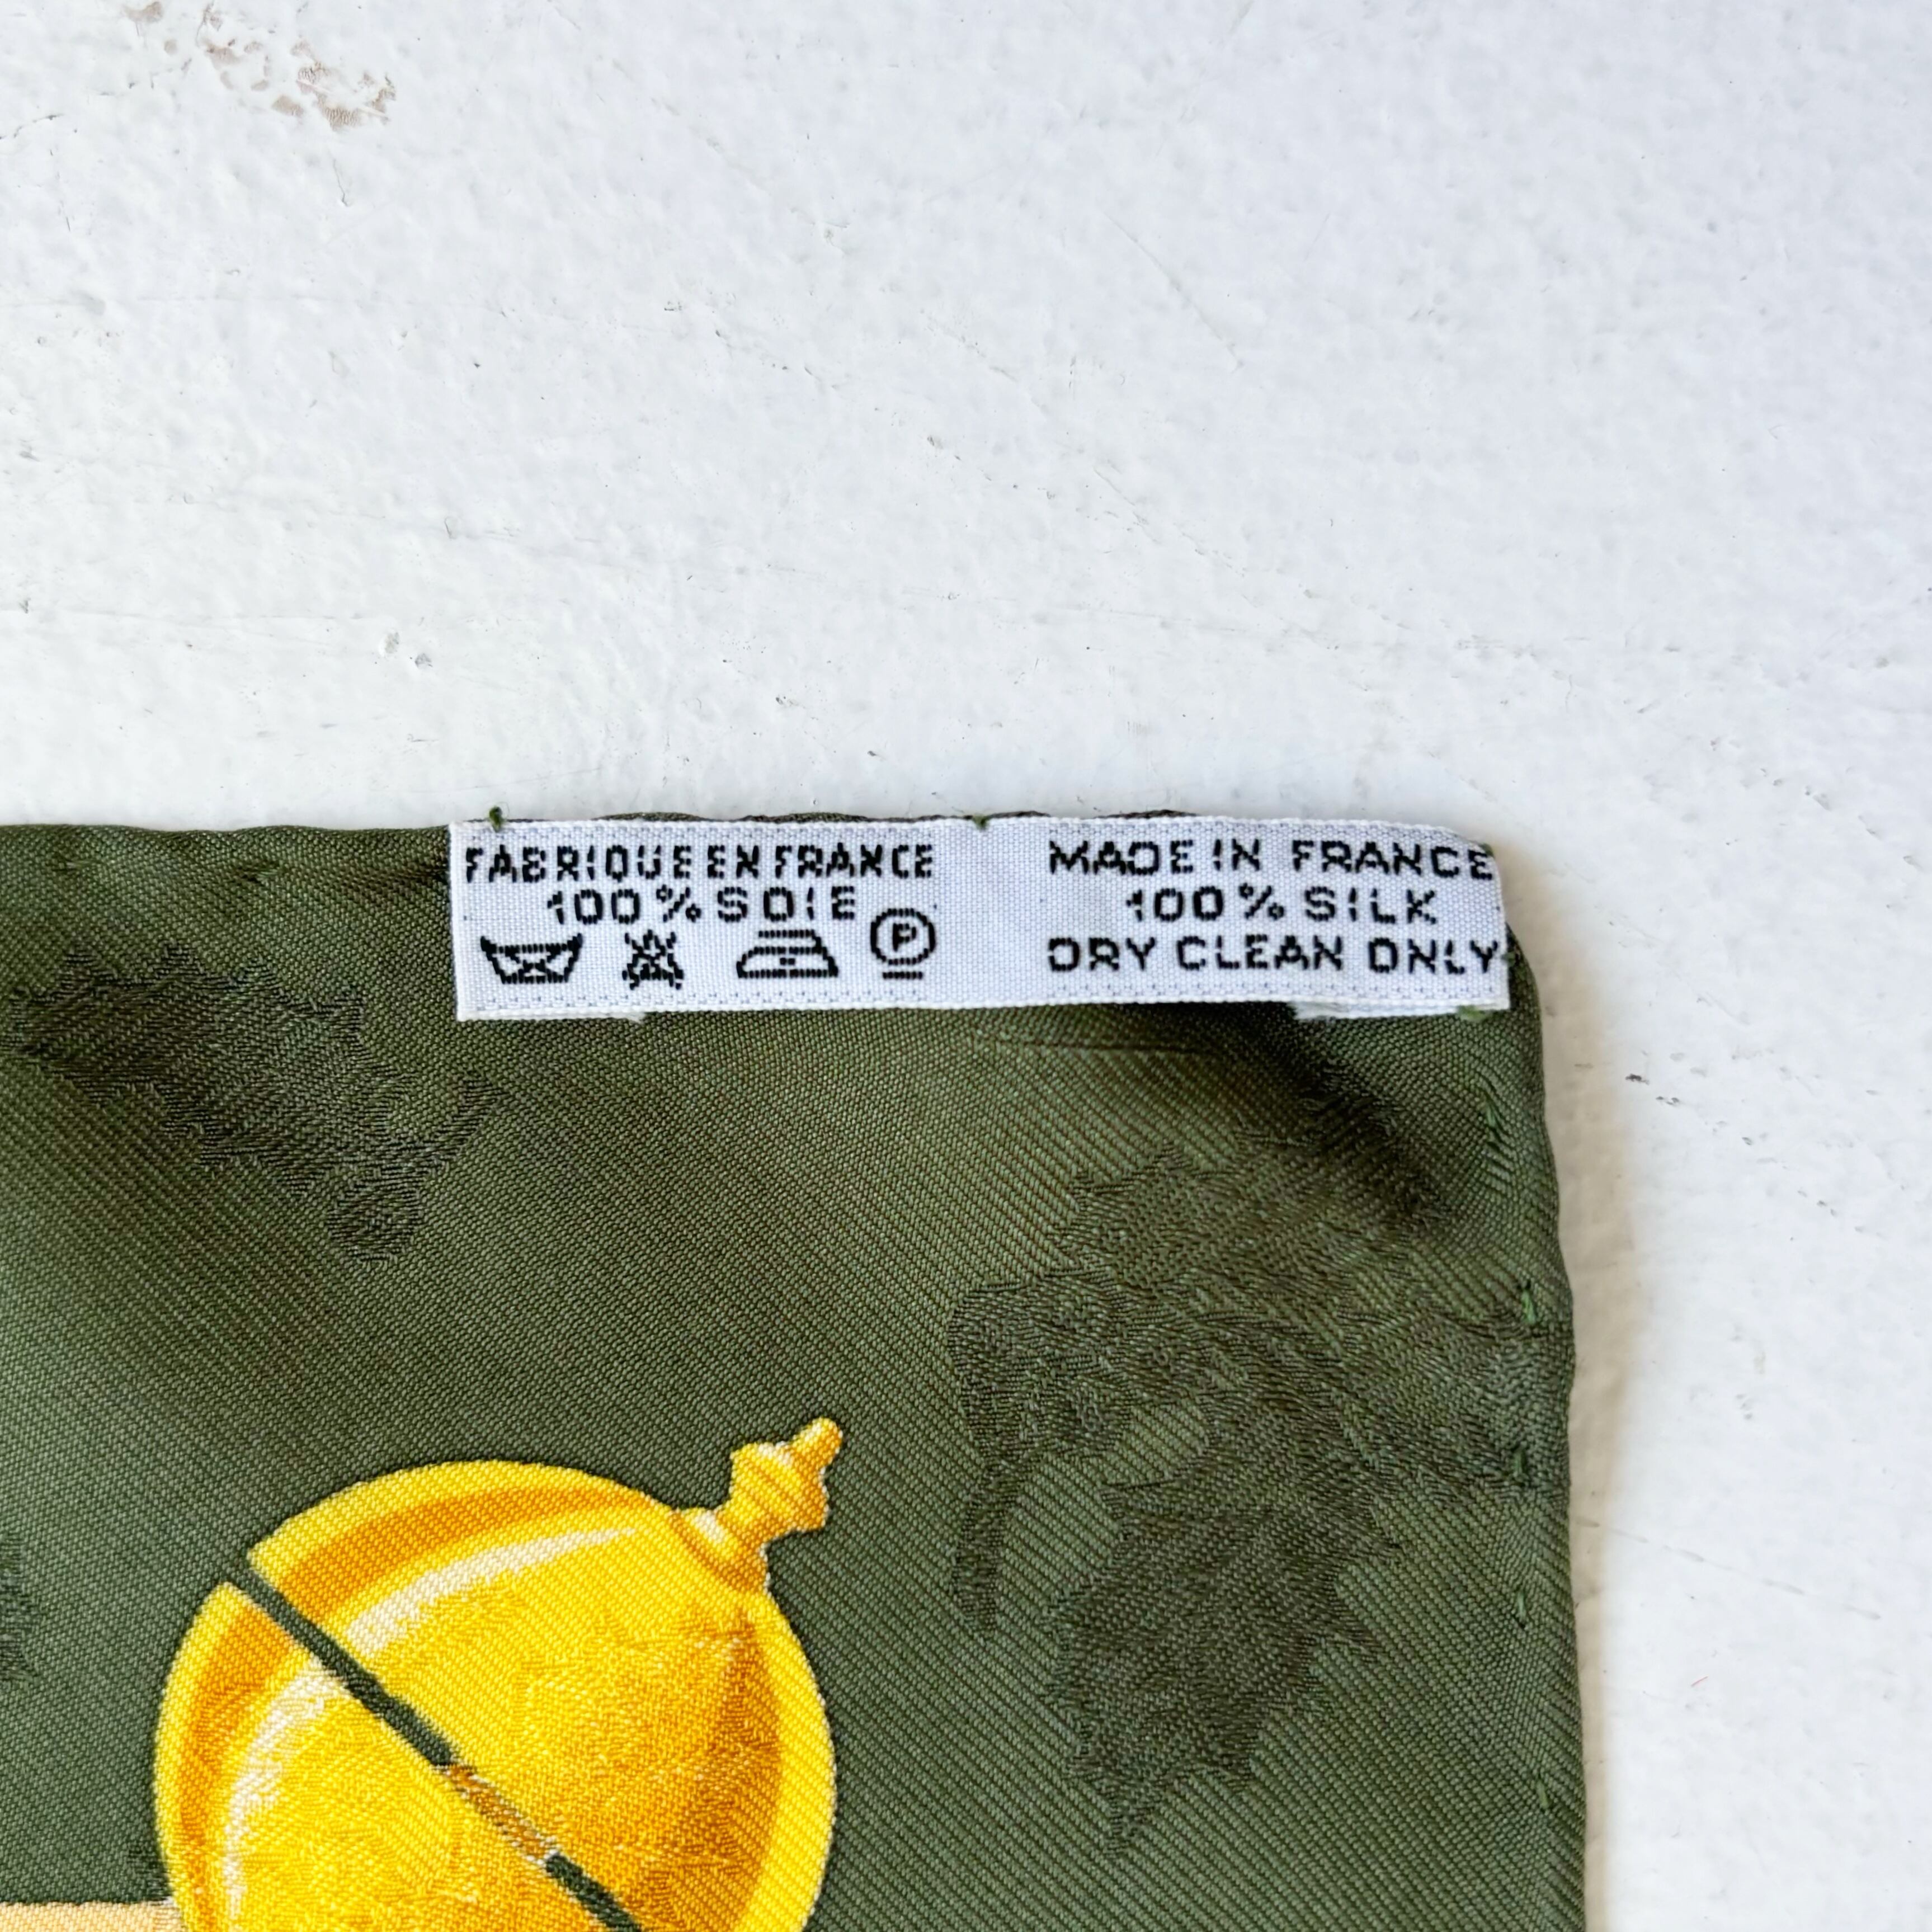 FABRIQUE EN FRANCE
100% SOIE
P
MADE IN FRANCE
100% SILK
DRY CLEAN ONLY